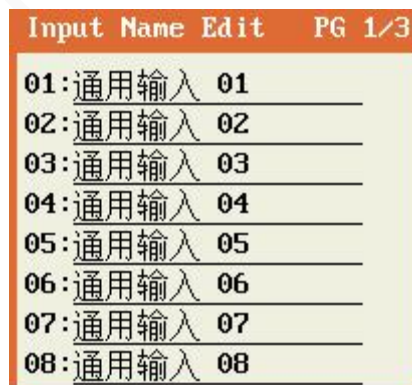 Input Name Edit PG 1/3
01:通用输入 01
02:通用输入 02
03:通用输入 03
04:通用输入 04
05:通用输入 05
06:通用输入 06
07:通用输入 07
08:通用输入 08